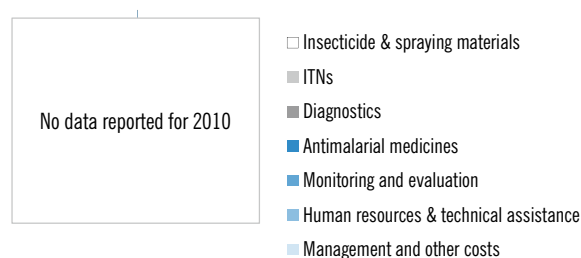 No data reported for 2010
Insecticide & spraying materials
ITNs
Diagnostics
Antimalarial medicines
Monitoring and evaluation
Human resources & technical assistance
Management and other costs